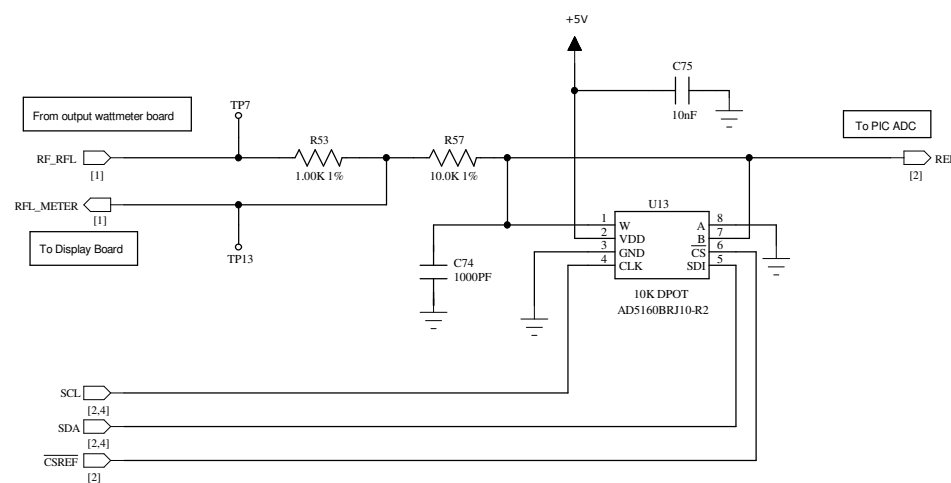 +5V
C75
10nF
From output wattmeter board
TP7
To PIC ADC
R53
R57
RF_RFL
1.00K 1%
10.0K 1%
[1]
[2]
RFL_METER
[1]
To Display Board
TP13
U13
1
W
A
8
2
VDD
B
7
3
GND
CS
6
4
CLK
SDI
5
C74
1000PF
10K DPOT
AD5160BRJ10-R2
SCL
[2,4]
SDA
[2,4]
CSREF
[2]